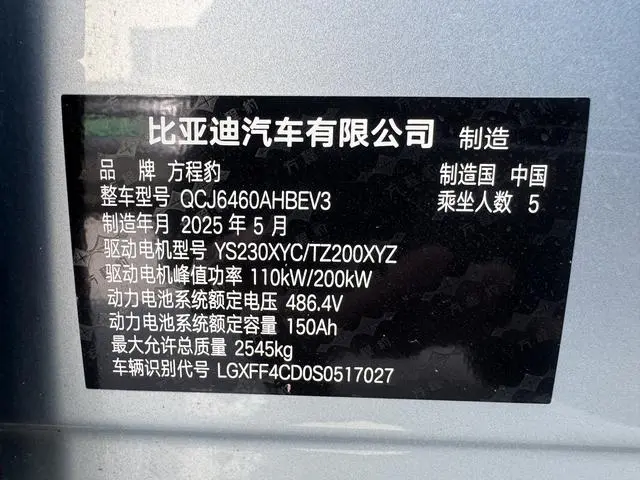 比亚迪汽车有限公司 制造
品 牌 方程豹 制造国 中国
整车型号 QCJ6460AHBEV3 乘坐人数 5
制造年月 2025 年 5 月
驱动电机型号 YS230XYC/TZ200XYZ
驱动电机峰值功率 110kW/200kW
动力电池系统额定电压 486.4V
动力电池系统额定容量 150Ah
最大允许总质量 2545kg
车辆识别代号 LGXFF4CD0S0517027